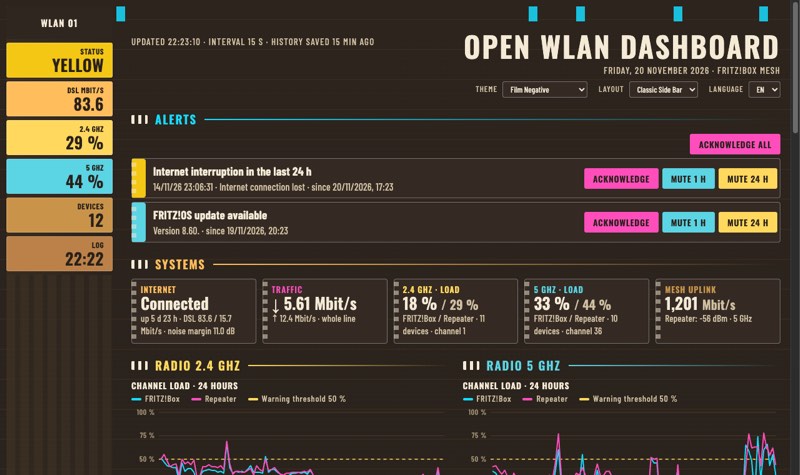 WLAN 01
STATUS
YELLOW
DSL MBIT/S
83.6
2.4 GHZ
29 %
5 GHZ
44 %
DEVICES
12
LOG
22:22
UPDATED 22:23:10 · INTERVAL 15 S · HISTORY SAVED 15 MIN AGO
OPEN WLAN DASHBOARD
FRIDAY, 20 NOVEMBER 2026 · FRITZ!BOX MESH
THEME Film Negative LAYOUT Classic Side Bar LANGUAGE EN
ALERTS
ACKNOWLEDGE ALL
Internet interruption in the last 24 h
14/11/26 23:06:31 · Internet connection lost · since 20/11/2026, 17:23
ACKNOWLEDGE MUTE 1 H MUTE 24 H
FRITZ!OS update available
Version 8.60. · since 19/11/2026, 20:23
ACKNOWLEDGE MUTE 1 H MUTE 24 H
SYSTEMS
INTERNET
Connected
up 5 d 23 h · DSL 83.6 / 15.7
Mbit/s · noise margin 11.0 dB
TRAFFIC
↓ 5.61 Mbit/s
↑ 12.4 Mbit/s · whole line
2.4 GHZ · LOAD
18 % / 29 %
FRITZ!Box / Repeater · 11
devices · channel 1
5 GHZ · LOAD
33 % / 44 %
FRITZ!Box / Repeater · 10
devices · channel 36
MESH UPLINK
1,201 Mbit/s
Repeater: -56 dBm · 5 GHz
RADIO 2.4 GHZ
CHANNEL LOAD · 24 HOURS
FRITZ!Box Repeater Warning threshold 50 %
100 %
75 %
50 %
RADIO 5 GHZ
CHANNEL LOAD · 24 HOURS
FRITZ!Box Repeater Warning threshold 50 %
100 %
75 %
50 %